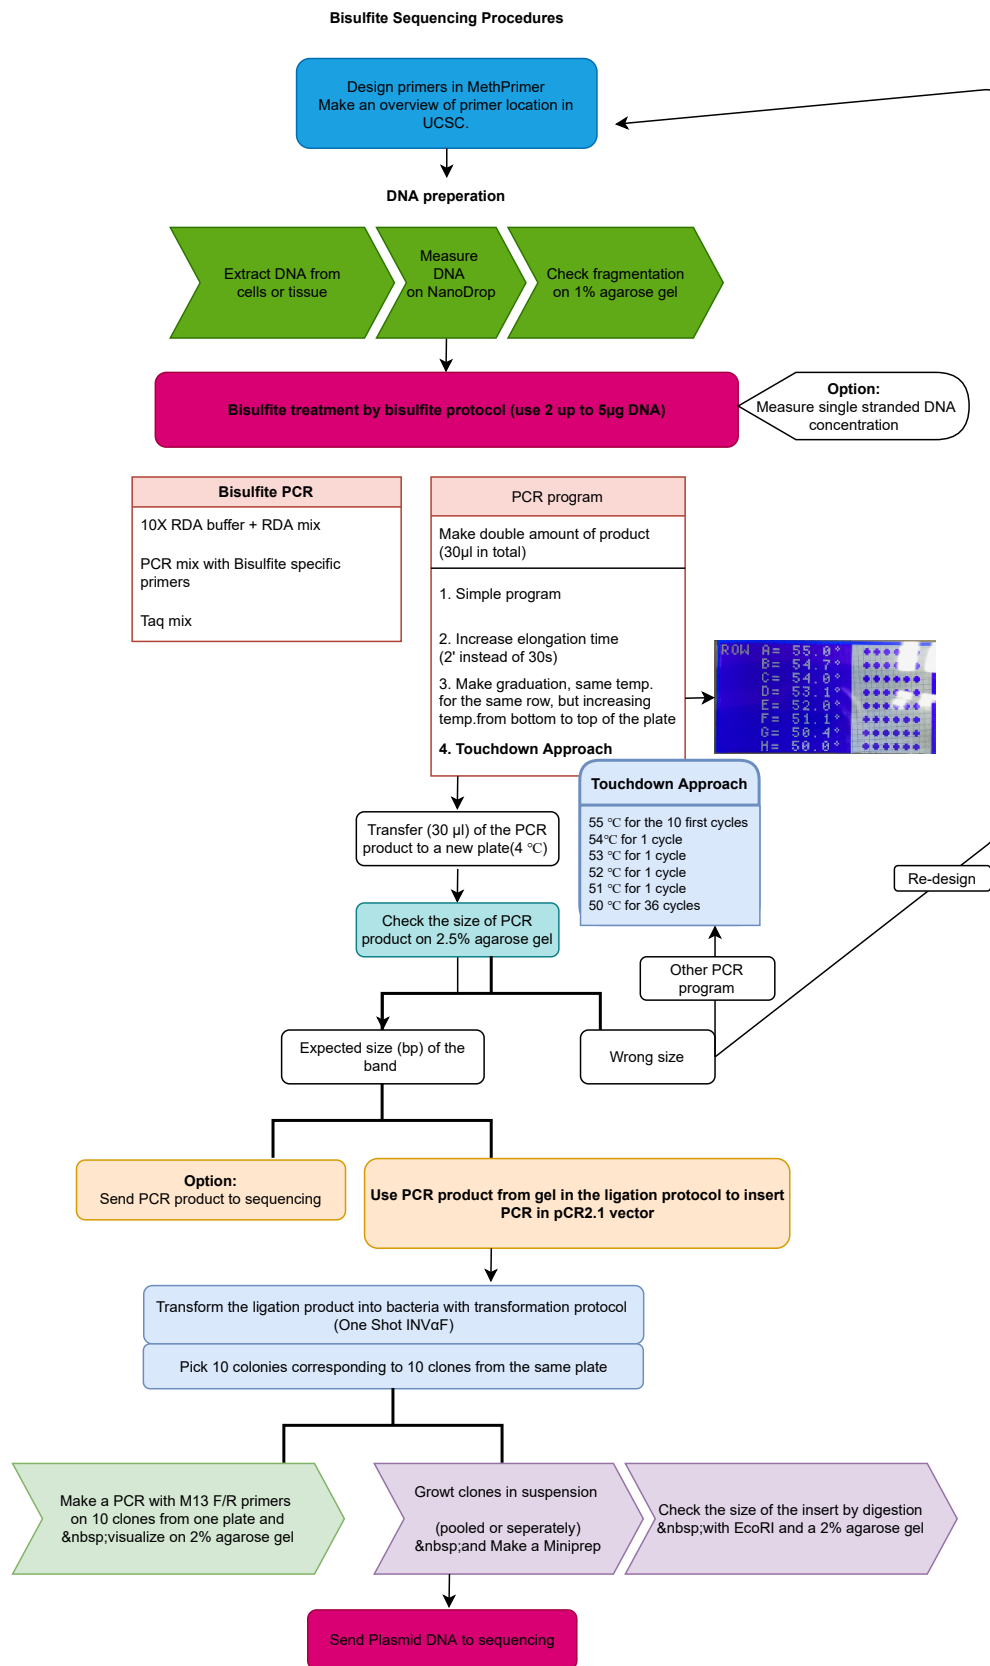 Bisulfite Sequencing Procedures
Design primers in MethPrimer
Make an overview of primer location in
UCSC.
DNA preperation
Extract DNA from
cells or tissue
Measure
DNA
on NanoDrop
Check fragmentation
on 1% agarose gel
Bisulfite treatment by bisulfite protocol (use 2 up to 5µg DNA)
Option:
Measure single stranded DNA
concentration
Bisulfite PCR
10X RDA buffer + RDA mix
PCR mix with Bisulfite specific
primers
Taq mix
PCR program
Make double amount of product
(30µl in total)
1. Simple program
2. Increase elongation time
(2' instead of 30s)
3. Make graduation, same temp.
for the same row, but increasing
temp.from bottom to top of the plate
4. Touchdown Approach
ROW A= 55.0°
B= 54.7°
C= 54.0°
D= 53.1°
E= 52.0°
F= 51.1°
G= 50.4°
H= 50.0°
Touchdown Approach
55 ℃ for the 10 first cycles
54℃ for 1 cycle
53 ℃ for 1 cycle
52 ℃ for 1 cycle
51 ℃ for 1 cycle
50 ℃ for 36 cycles
Transfer (30 µl) of the PCR
product to a new plate(4 ℃)
Re-design
Check the size of PCR
product on 2.5% agarose gel
Other PCR
program
Expected size (bp) of the
band
Wrong size
Option:
Send PCR product to sequencing
Use PCR product from gel in the ligation protocol to insert
PCR in pCR2.1 vector
Transform the ligation product into bacteria with transformation protocol
(One Shot INVαF)
Pick 10 colonies corresponding to 10 clones from the same plate
Make a PCR with M13 F/R primers
on 10 clones from one plate and
&nbsp;visualize on 2% agarose gel
Growt clones in suspension
(pooled or seperately)
&nbsp;and Make a Miniprep
Check the size of the insert by digestion
&nbsp;with EcoRI and a 2% agarose gel
Send Plasmid DNA to sequencing